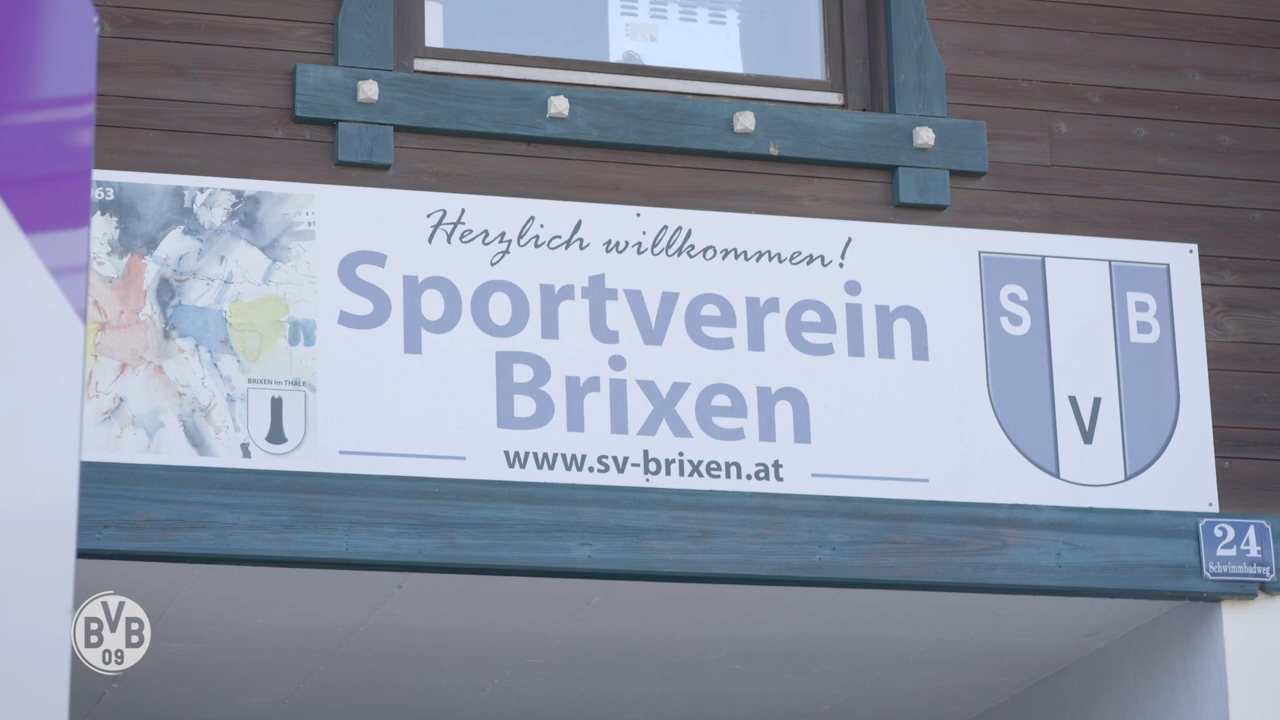 63
Herzlich willkommen!
Sportverein
Brixen
www.sv-brixen.at
BRIXEN im THALE
S B
V
24
Schwimmbadweg
BVB
09